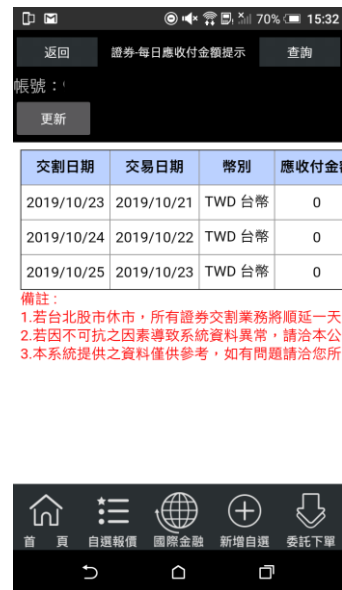 70% 15:32
返回 證券-每日應收付金額提示 查詢
帳號：
更新
交割日期 交易日期 幣別 應收付金
2019/10/23 2019/10/21 TWD 台幣 0
2019/10/24 2019/10/22 TWD 台幣 0
2019/10/25 2019/10/23 TWD 台幣 0
備註：
1.若台北股市休市，所有證券交割業務將順延一天
2.若因不可抗之因素導致系統資料異常，請洽本公
3.本系統提供之資料僅供參考，如有問題請洽您所
首 頁 自選報價 國際金融 新增自選 委託下單